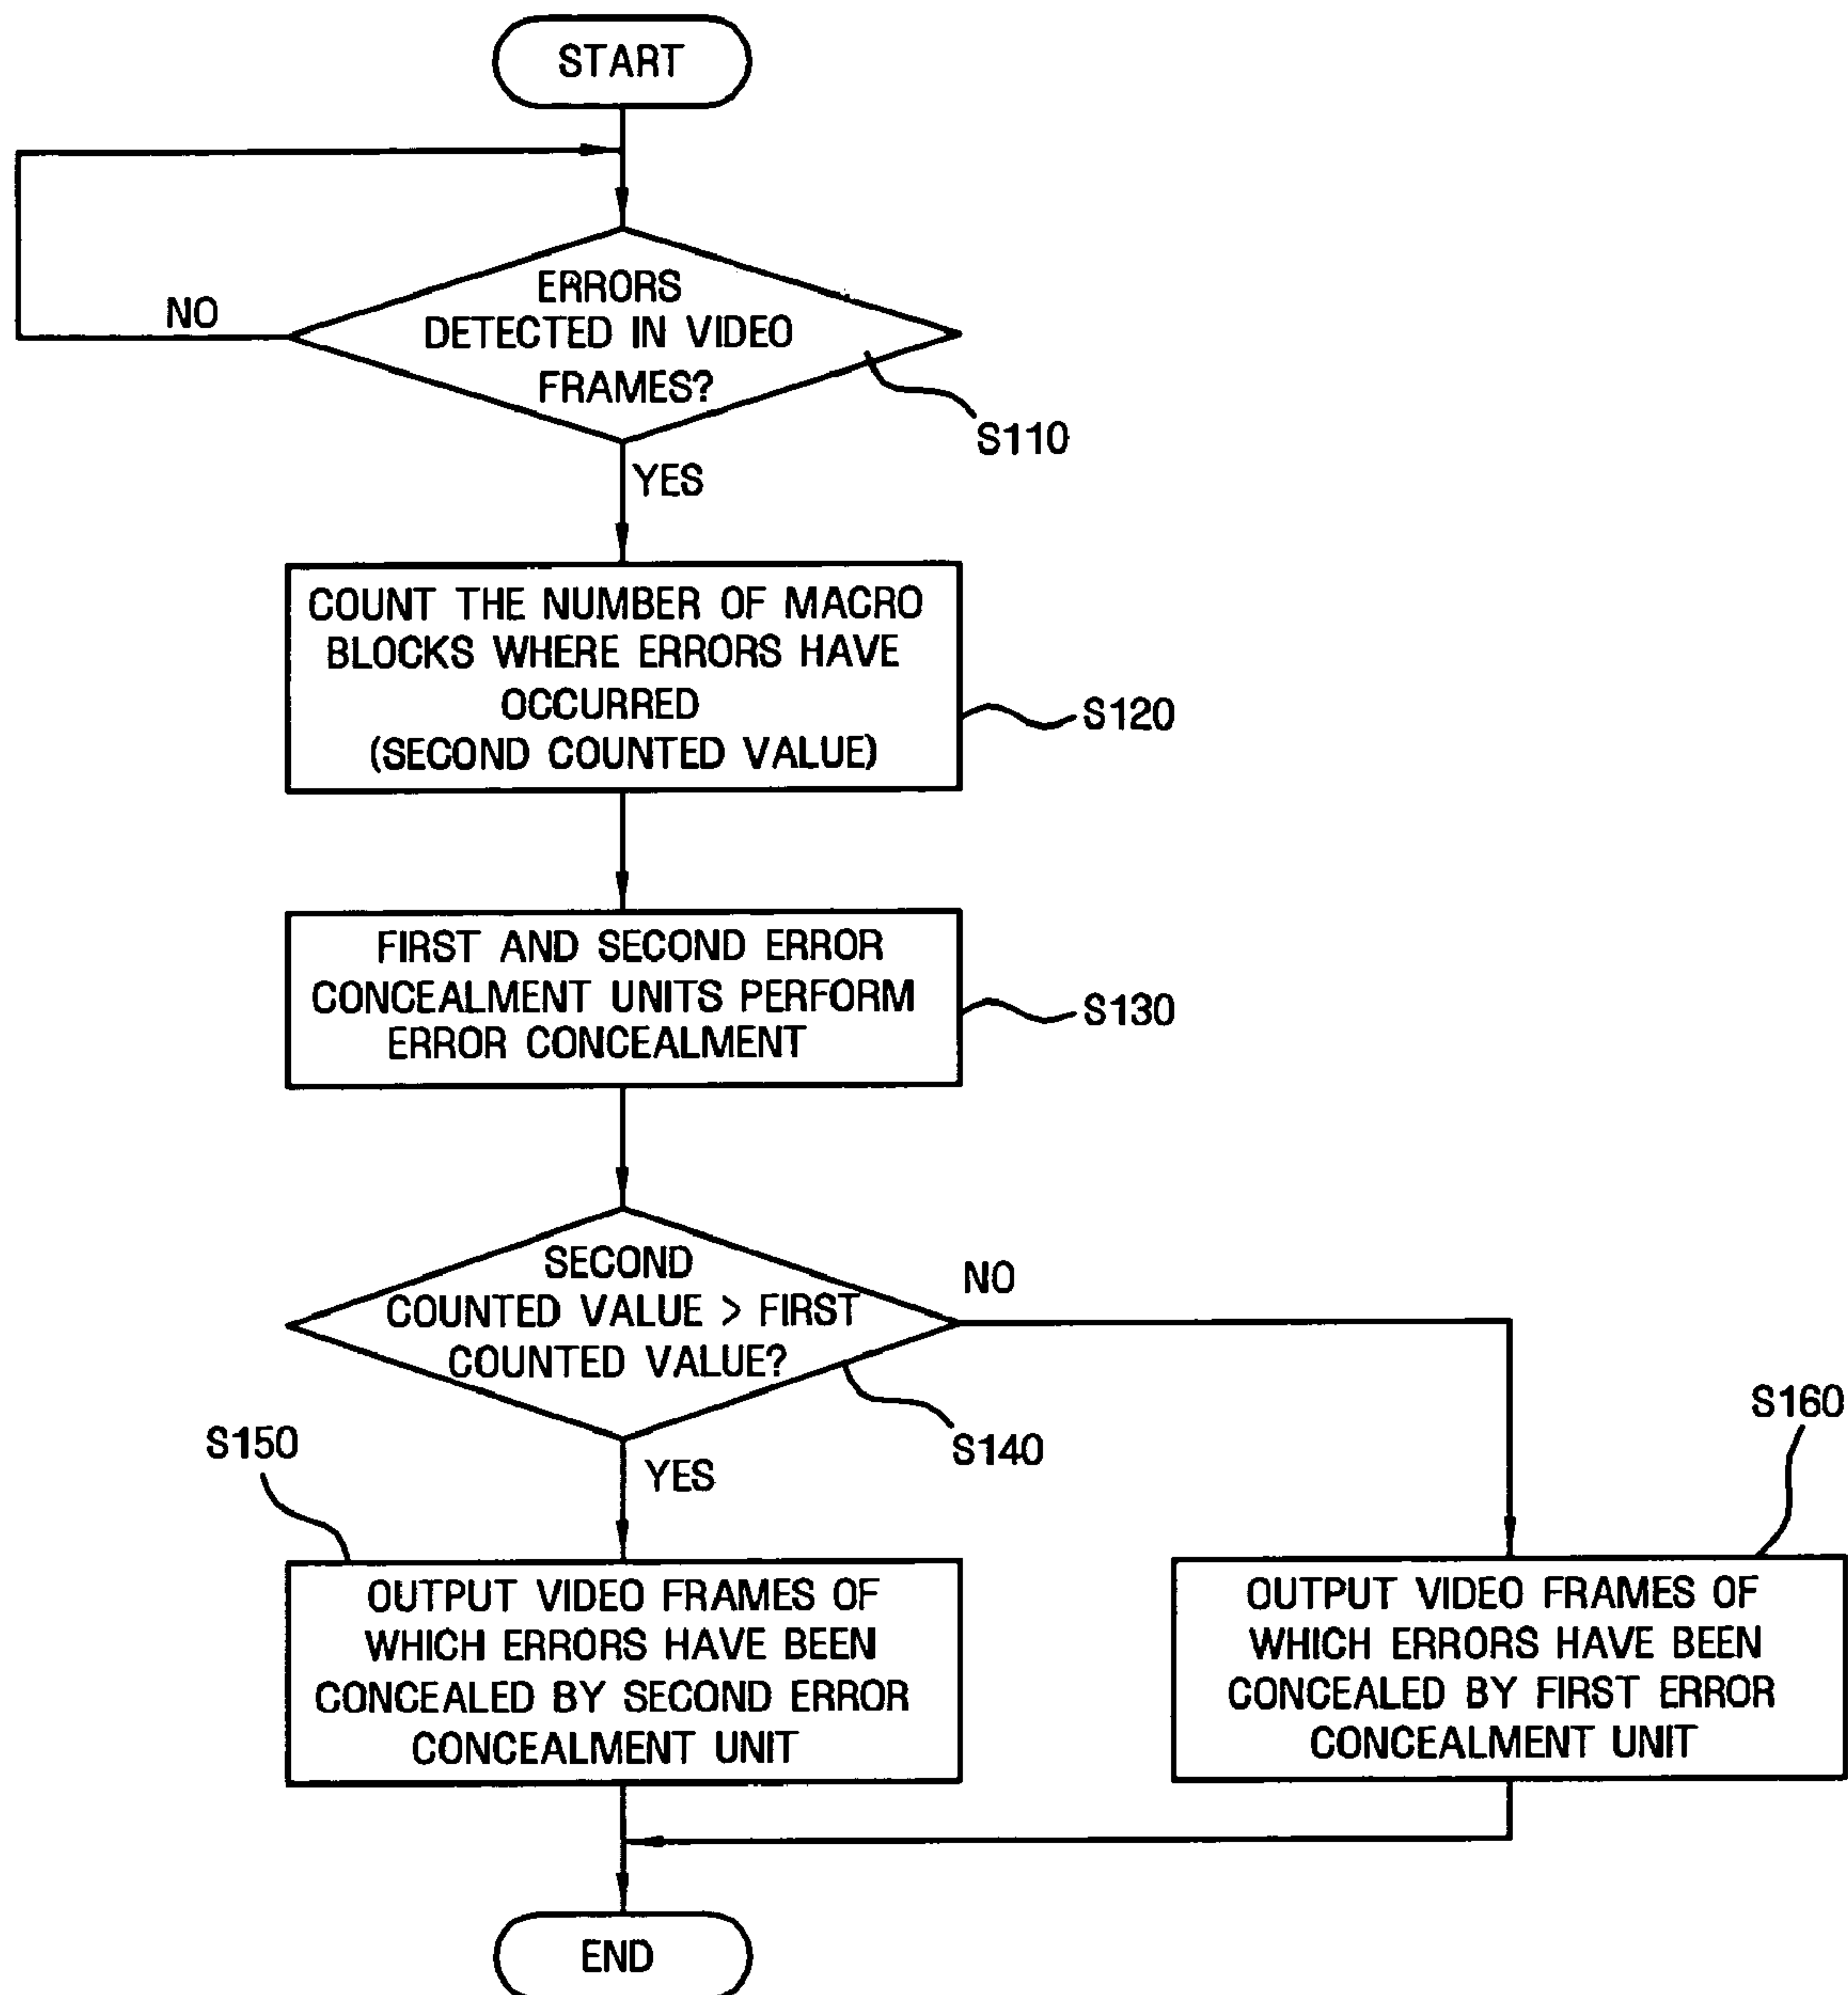 START
ERRORS
DETECTED IN VIDEO
FRAMES?
NO
S110
YES
COUNT THE NUMBER OF MACRO
BLOCKS WHERE ERRORS HAVE
OCCURRED
(SECOND COUNTED VALUE)
S120
FIRST AND SECOND ERROR
CONCEALMENT UNITS PERFORM
ERROR CONCEALMENT
S130
SECOND
COUNTED VALUE > FIRST
COUNTED VALUE?
NO
S140
YES
S150
OUTPUT VIDEO FRAMES OF
WHICH ERRORS HAVE BEEN
CONCEALED BY SECOND ERROR
CONCEALMENT UNIT
S160
OUTPUT VIDEO FRAMES OF
WHICH ERRORS HAVE BEEN
CONCEALED BY FIRST ERROR
CONCEALMENT UNIT
END